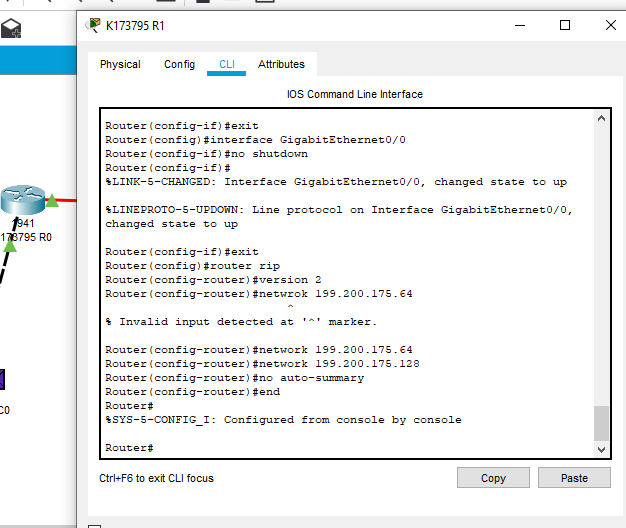 K173795 R1
Physical Config CLI Attributes
IOS Command Line Interface
Router(config-if)#exit
Router(config)#interface GigabitEthernet0/0
Router(config-if)#no shutdown
Router(config-if)#
%LINK-5-CHANGED: Interface GigabitEthernet0/0, changed state to up
%LINEPROTO-5-UPDOWN: Line protocol on Interface GigabitEthernet0/0,
changed state to up
Router(config-if)#exit
Router(config)#router rip
Router(config-router)#version 2
Router(config-router)#netwrok 199.200.175.64
^
% Invalid input detected at '^' marker.
Router(config-router)#network 199.200.175.64
Router(config-router)#network 199.200.175.128
Router(config-router)#no auto-summary
Router(config-router)#end
Router#
%SYS-5-CONFIG_I: Configured from console by console
Router#
Ctrl+F6 to exit CLI focus
Copy Paste
1941
173795 R0
C0